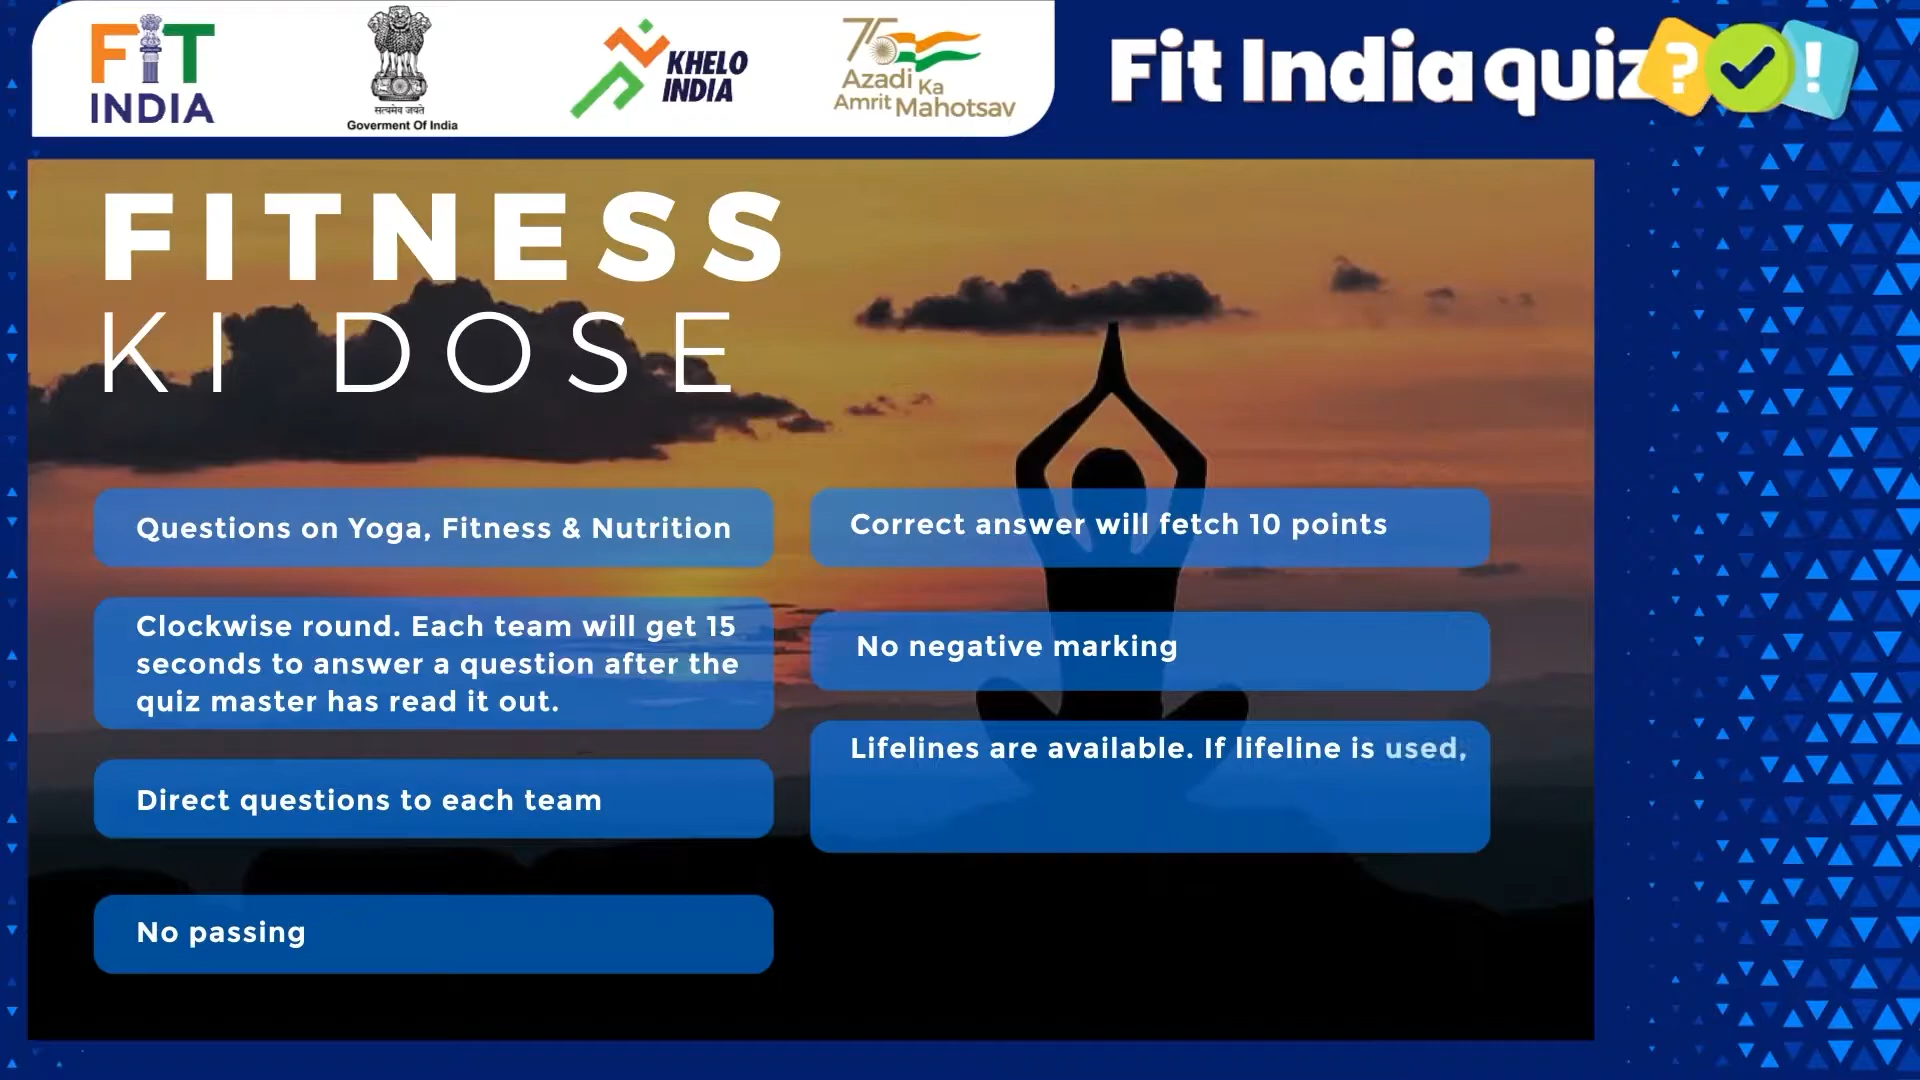 FIT
INDIA
सत्यमेव जयते
Goverment Of India
KHELO
INDIA
75
Azadi Ka
Amrit Mahotsav
Fit India quiz?!
FITNESS
KI DOSE
Questions on Yoga, Fitness & Nutrition
Clockwise round. Each team will get 15
seconds to answer a question after the
quiz master has read it out.
Direct questions to each team
No passing
Correct answer will fetch 10 points
No negative marking
Lifelines are available. If lifeline is used,